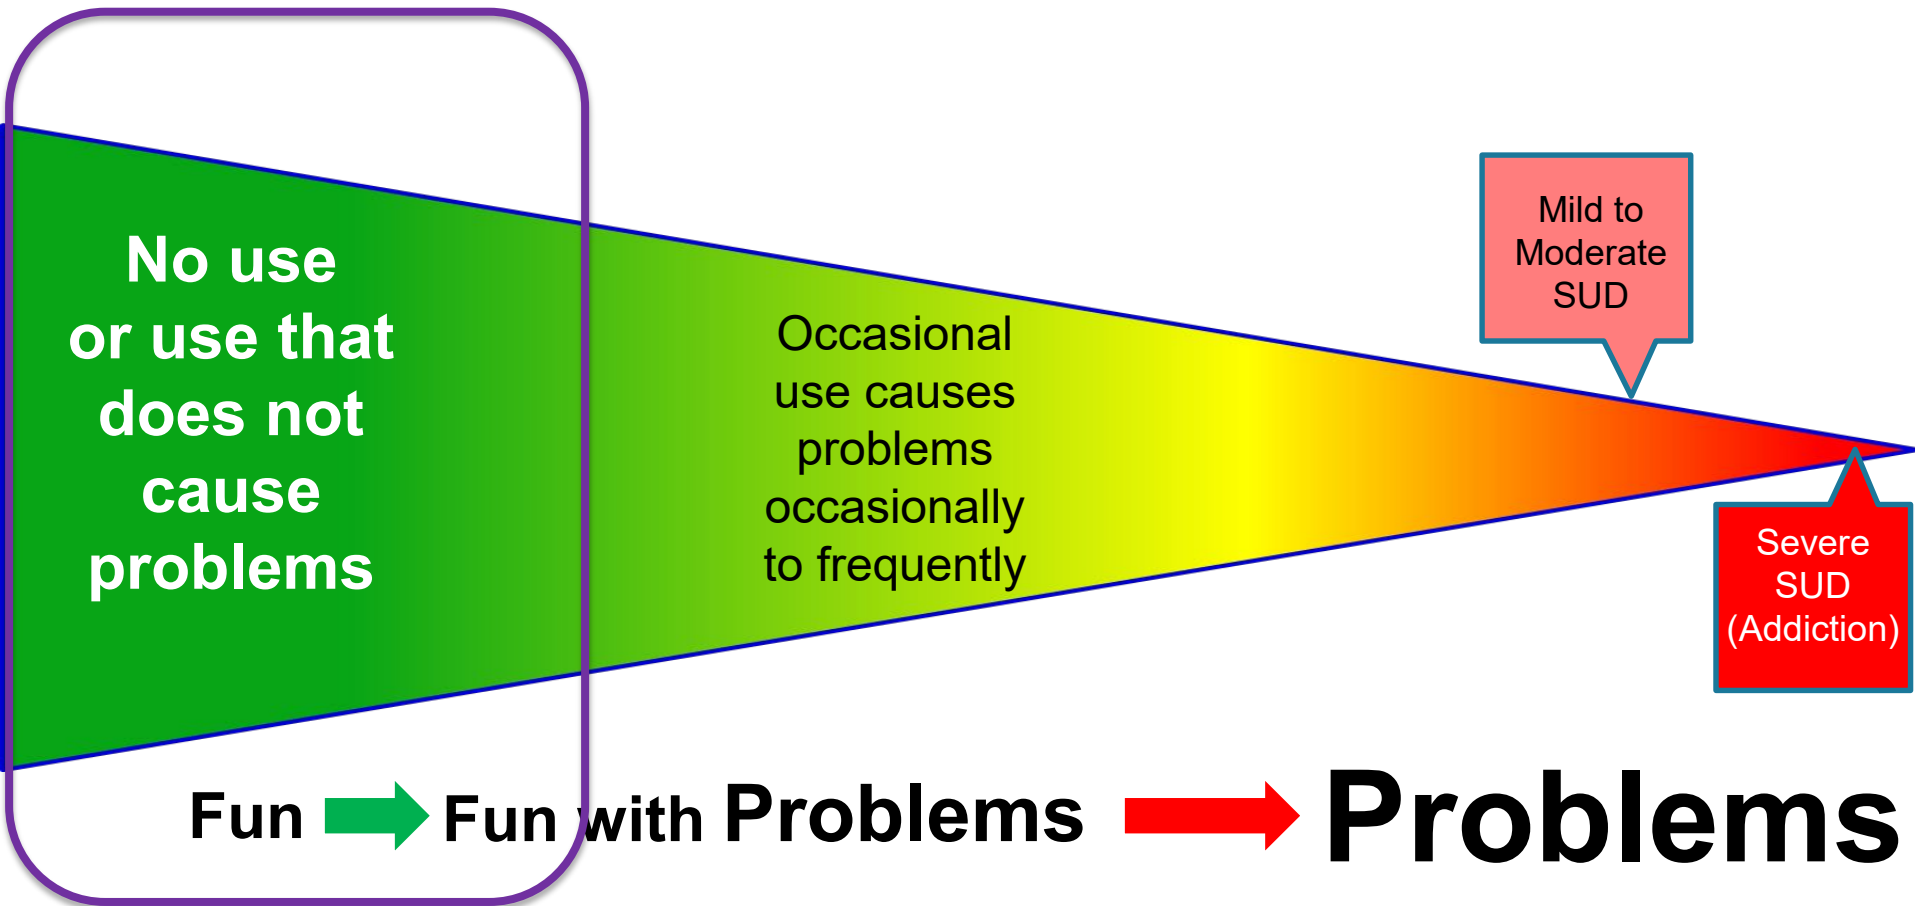 No use
or use that
does not
cause
problems
Occasional
use causes
problems
occasionally
to frequently
Mild to
Moderate
SUD
Severe
SUD
(Addiction)
Fun Fun with Problems Problems